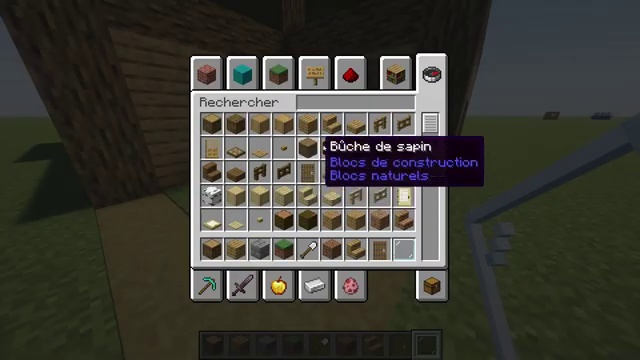 Rechercher
Bûche de sapin
Blocs de construction
Blocs naturels